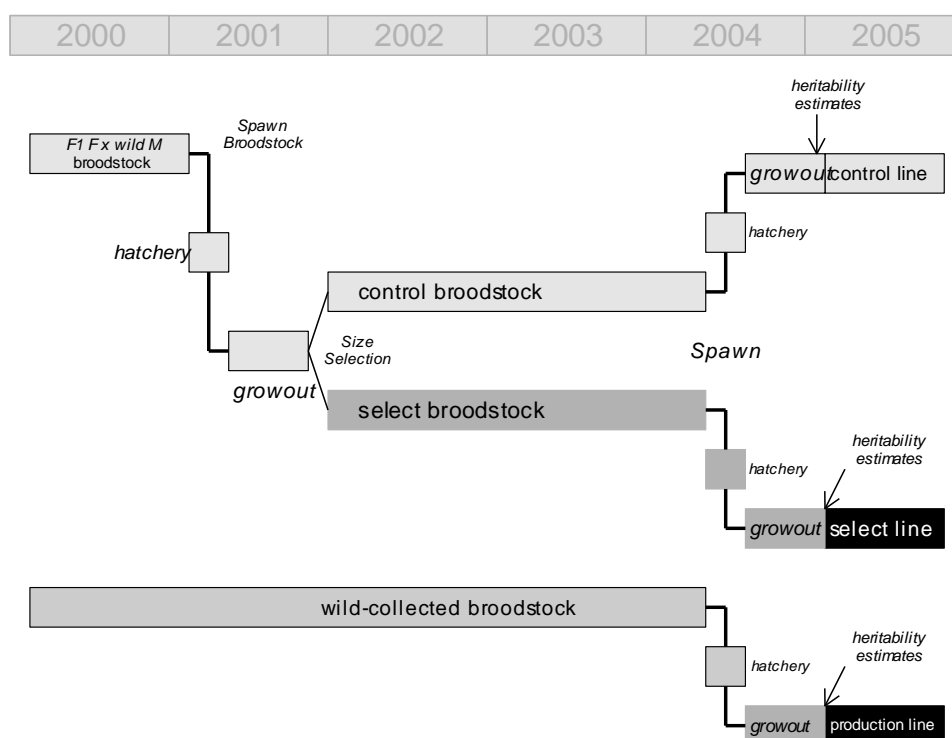 2000 2001 2002 2003 2004 2005
heritability
estimates
F1 F x wild M
broodstock
Spawn
Broodstock
growout control line
hatchery
hatchery
control broodstock
Size
Selection
growout
Spawn
select broodstock
heritability
estimates
hatchery
growout select line
wild-collected broodstock
heritability
estimates
hatchery
growout production line